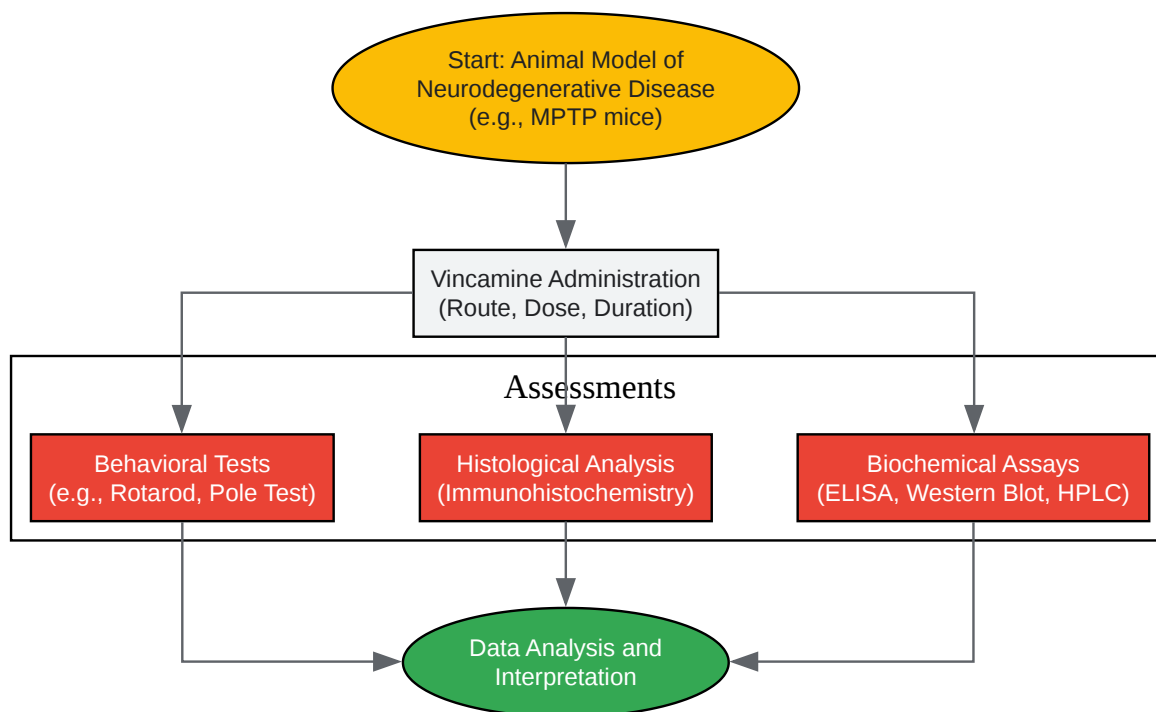 Start: Animal Model of
Neurodegenerative Disease
(e.g., MPTP mice)
Vincamine Administration
(Route, Dose, Duration)
Assessments
Behavioral Tests
(e.g., Rotarod, Pole Test)
Histological Analysis
(Immunohistochemistry)
Biochemical Assays
(ELISA, Western Blot, HPLC)
Data Analysis and
Interpretation